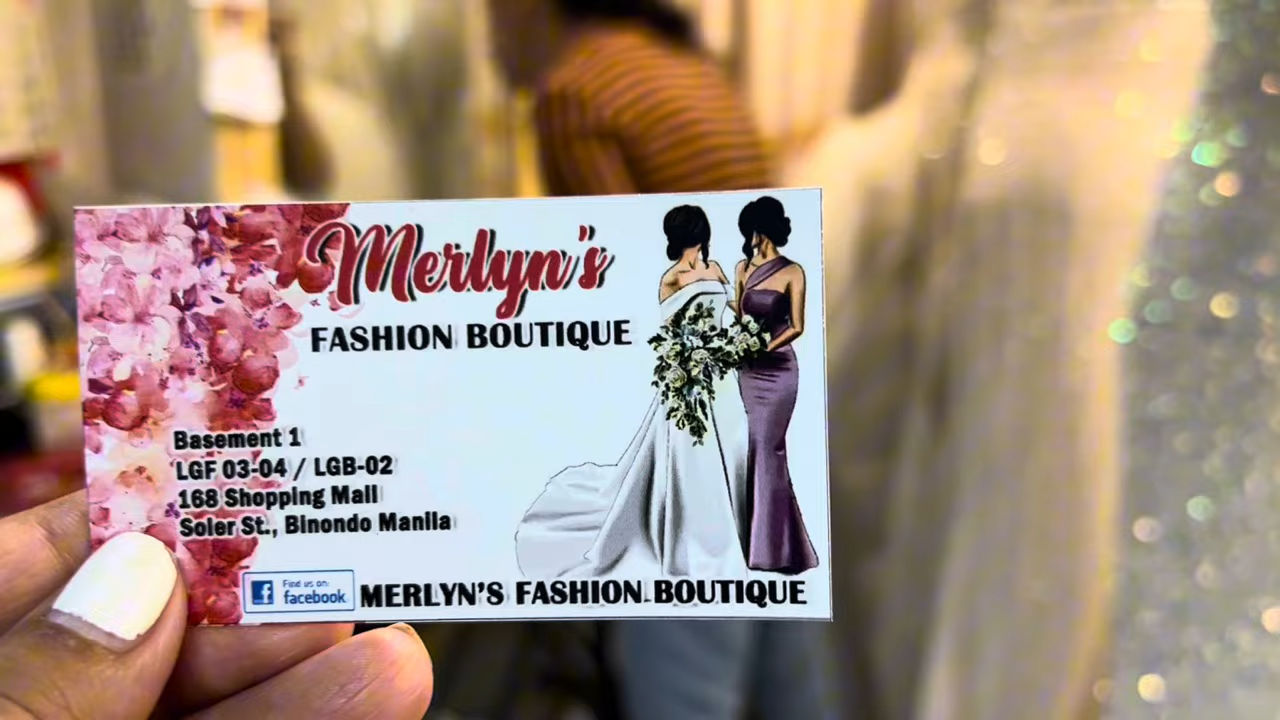 Merlyn's
FASHION BOUTIQUE
Basement 1
LGF 03-04 / LGB-02
168 Shopping Mall
Soler St., Binondo Manila
Find us on:
facebook
MERLYN'S FASHION BOUTIQUE